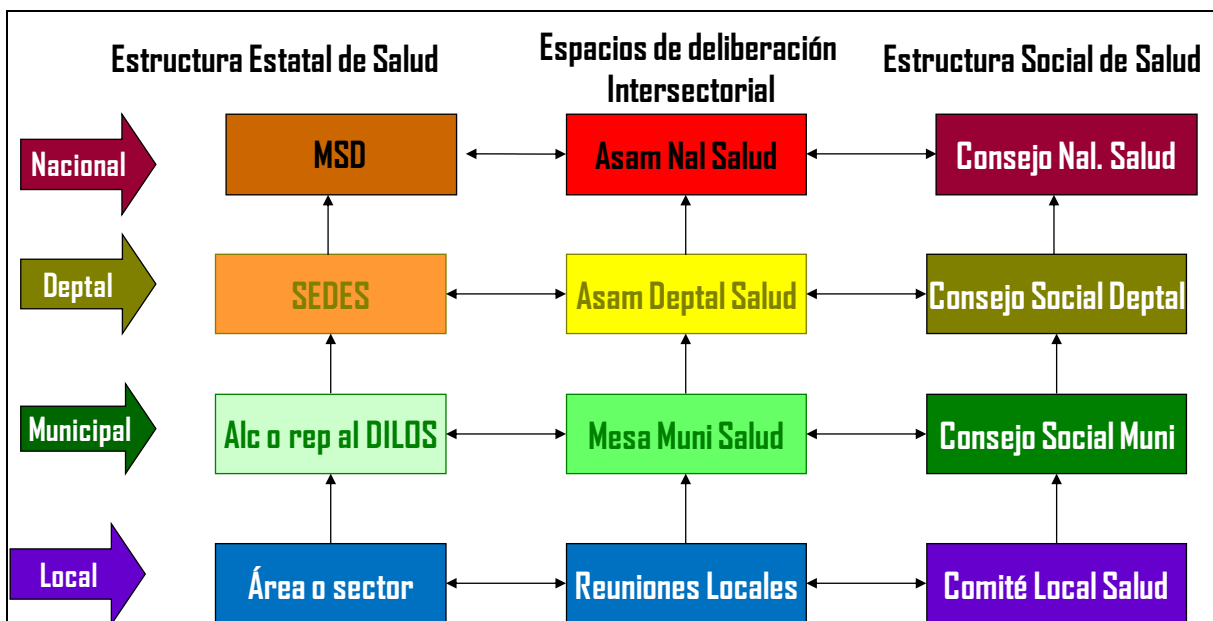 Estructura Estatal de Salud
Espacios de deliberación
Intersectorial
Estructura Social de Salud
Nacional
MSD
Asam Nal Salud
Consejo Nal. Salud
Deptal
SEDES
Asam Deptal Salud
Consejo Social Deptal
Municipal
Alc o rep al DILOS
Mesa Muni Salud
Consejo Social Muni
Local
Área o sector
Reuniones Locales
Comité Local Salud